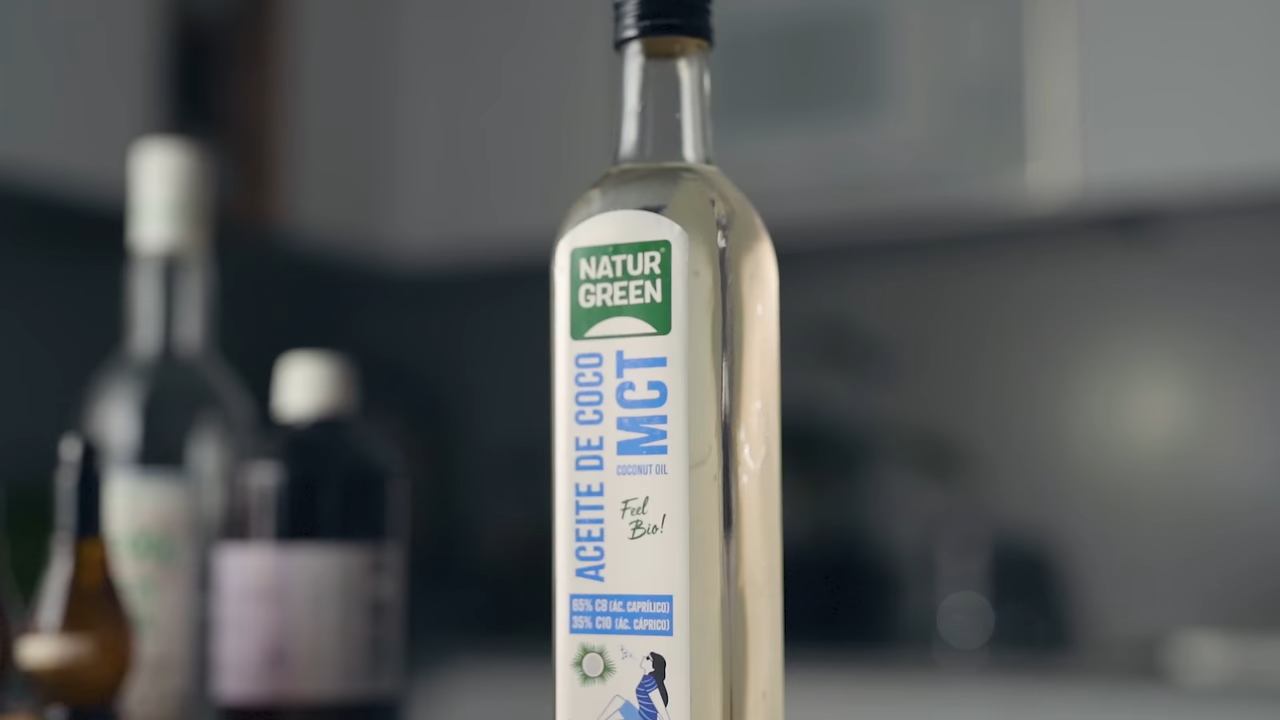 NATUR
GREEN
ACEITE DE COCO
MCT
COCONUT OIL
Feel
Bio!
65% C8 (ÁC. CAPRÍLICO)
35% C10 (ÁC. CÁPRICO)